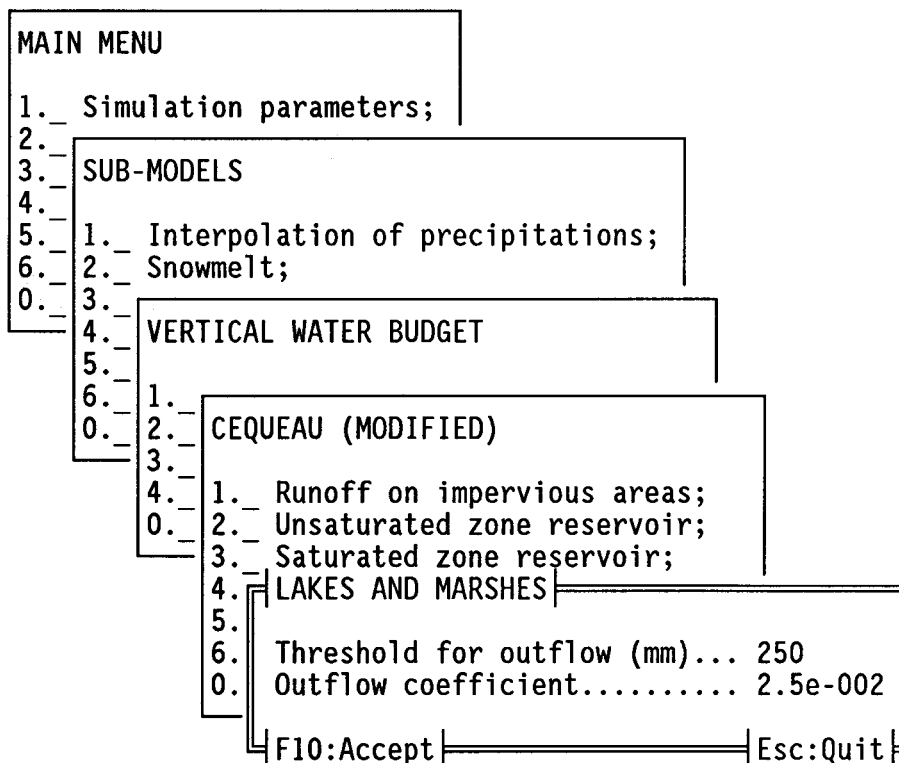 MAIN MENU
1._ Simulation parameters;
2._
3._
4._
5._
6._
0._
SUB-MODELS
1._ Interpolation of precipitations;
2._ Snowmelt;
3._
4._
5._
6._
0._
VERTICAL WATER BUDGET
1._
2._
3._
4._
0._
CEQUEAU (MODIFIED)
1._ Runoff on impervious areas;
2._ Unsaturated zone reservoir;
3._ Saturated zone reservoir;
4.
5.
6.
0.
LAKES AND MARSHES
Threshold for outflow (mm)... 250
Outflow coefficient.......... 2.5e-002
F10:Accept
Esc:Quit